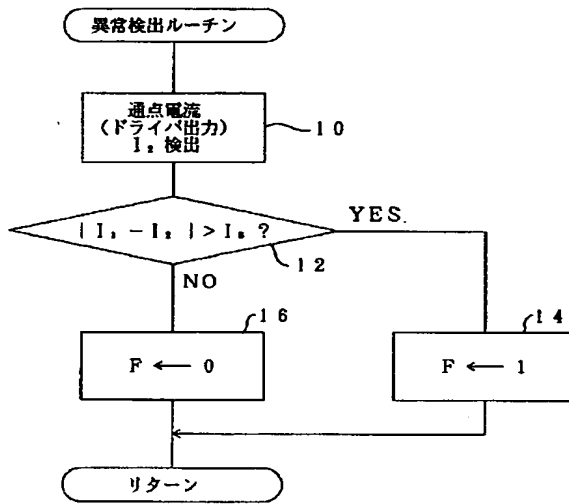 異常検出ルーチン
通点電流
(ドライバ出力)
I₂ 検出
10
| I₁ − I₂ | > Iₛ ?
YES.
12
NO
16
14
F ← 0
F ← 1
リターン